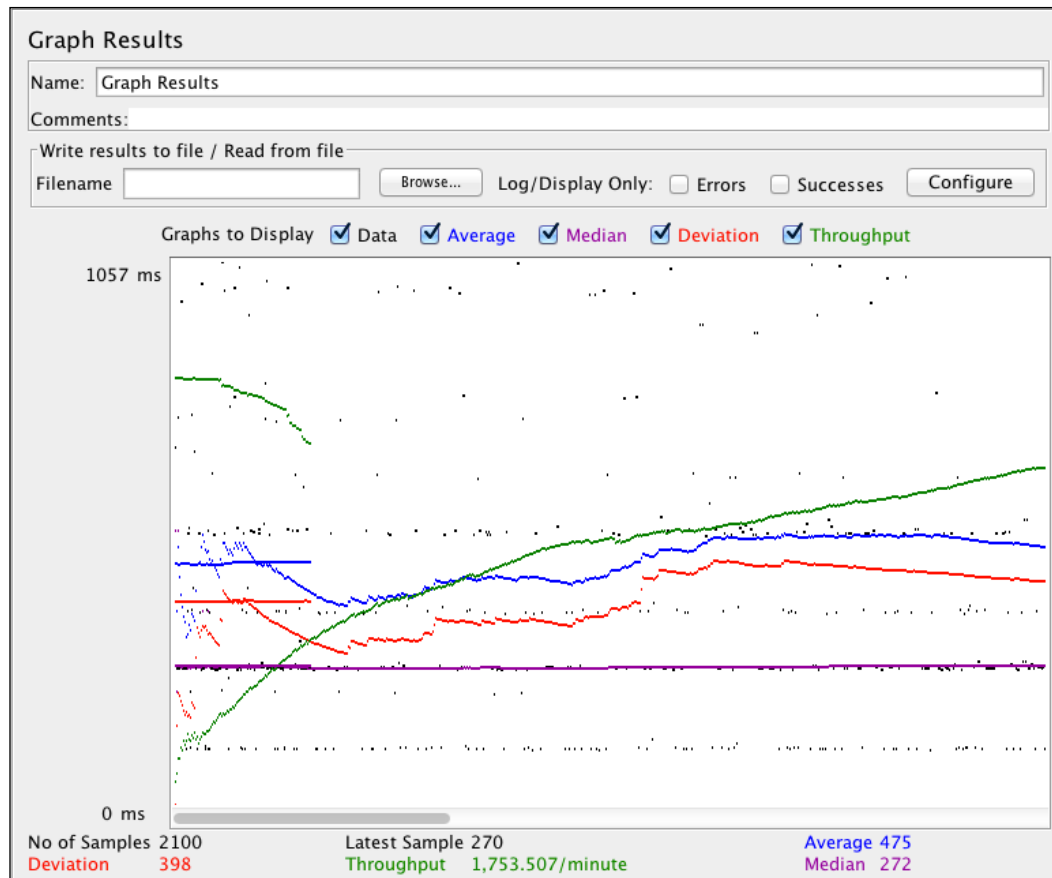 Graph Results
Name: Graph Results
Comments:
Write results to file / Read from file
Filename Browse... Log/Display Only: Errors Successes Configure
Graphs to Display Data Average Median Deviation Throughput
1057 ms
0 ms
No of Samples 2100 Latest Sample 270 Average 475
Deviation 398 Throughput 1,753.507/minute Median 272